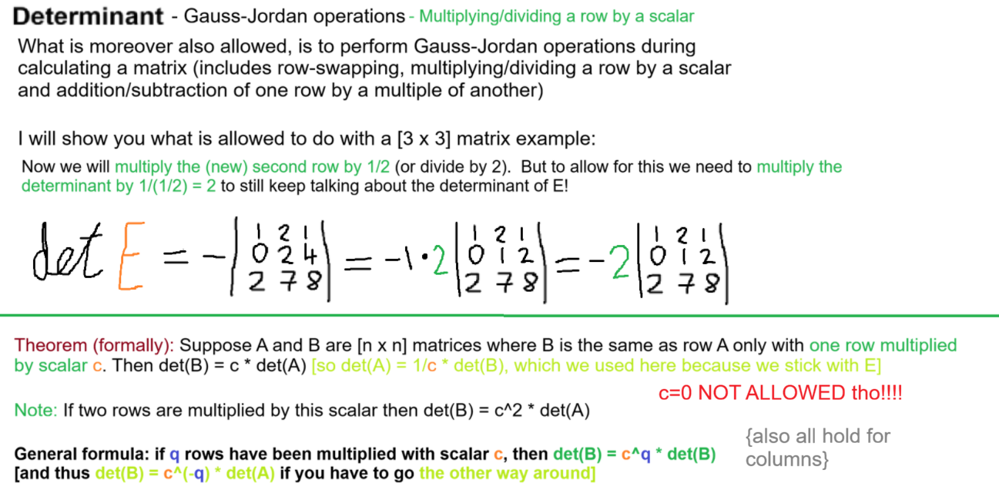 Determinant - Gauss-Jordan operations - Multiplying/dividing a row by a scalar
What is moreover also allowed, is to perform Gauss-Jordan operations during
calculating a matrix (includes row-swapping, multiplying/dividing a row by a scalar
and addition/subtraction of one row by a multiple of another)
I will show you what is allowed to do with a [3 x 3] matrix example:
Now we will multiply the (new) second row by 1/2 (or divide by 2). But to allow for this we need to multiply the
determinant by 1/(1/2) = 2 to still keep talking about the determinant of E!
1 2 1 1 2 1 1 2 1
det E = -| 0 2 4 | = -1·2 | 0 1 2 | = -2 | 0 1 2 |
2 7 8 2 7 8 2 7 8
Theorem (formally): Suppose A and B are [n x n] matrices where B is the same as row A only with one row multiplied
by scalar c. Then det(B) = c * det(A) [so det(A) = 1/c * det(B), which we used here because we stick with E]
c=0 NOT ALLOWED tho!!!!
Note: If two rows are multiplied by this scalar then det(B) = c^2 * det(A)
{also all hold for
columns}
General formula: if q rows have been multiplied with scalar c, then det(B) = c^q * det(B)
[and thus det(B) = c^(-q) * det(A) if you have to go the other way around]